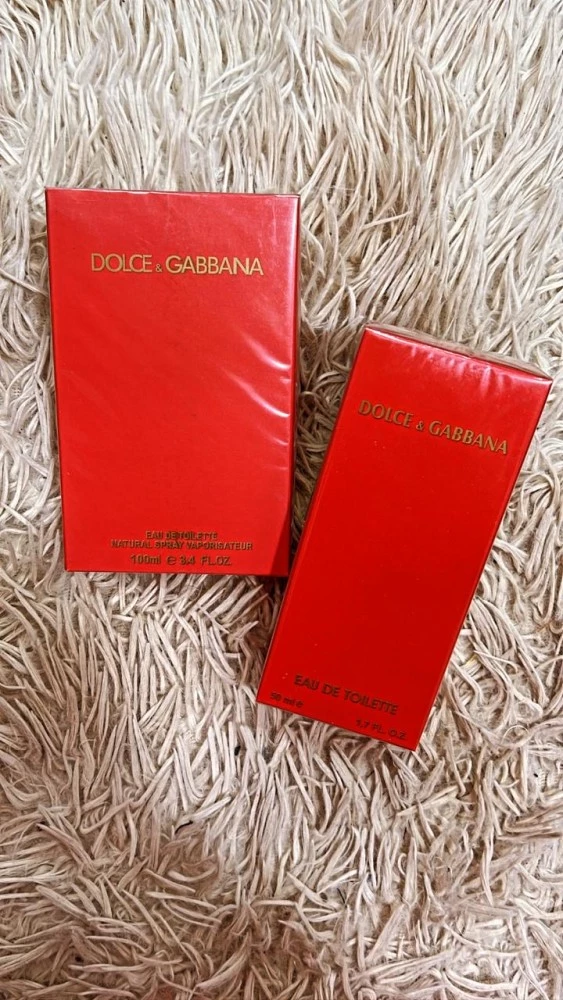 DOLCE & GABBANA
EAU DE TOILETTE
NATURAL SPRAY VAPORISATEUR
100ml e 3.4 FL.OZ.
DOLCE & GABBANA
EAU DE TOILETTE
50 ml e
1.7 FL. OZ.